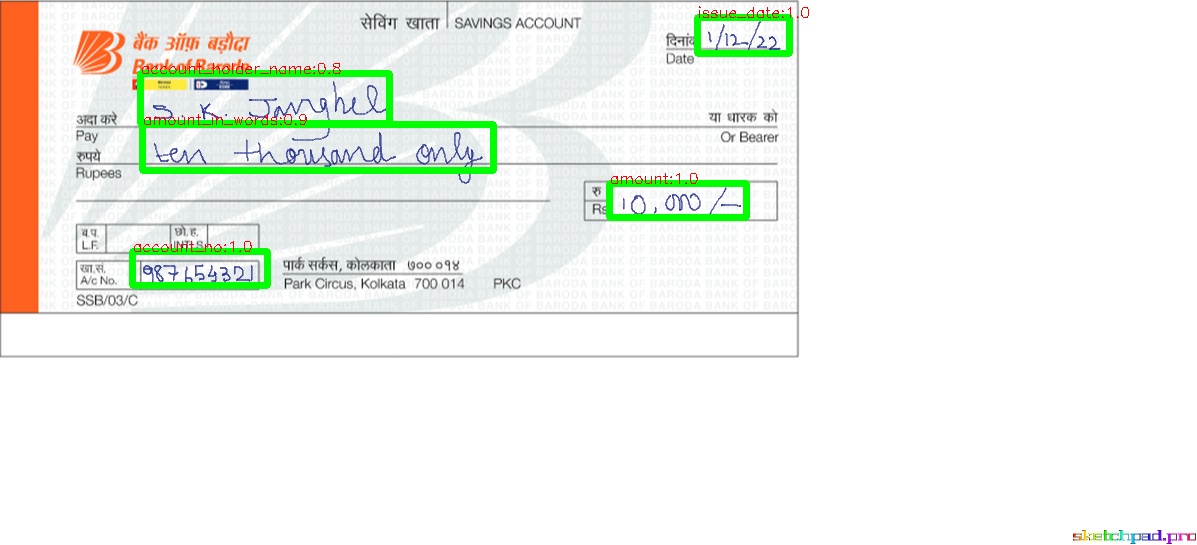 सेविंग खाता SAVINGS ACCOUNT
issue_date:1.0
दिनांक 1/12/22
Date
बैंक ऑफ़ बड़ौदा
Bank of Baroda
account_holder_name:0.8
अदा करे S. K. Janghel या धारक को
Pay Or Bearer
amount_in_words:0.9
रुपये ten thousand only
Rupees
amount:1.0
रु
Rs 10,000/-
ब.प. छो.ह.
L.F. INTLS
account_no:1.0
खा.स.
A/c No. 987654321
पार्क सर्कस, कोलकाता ७०० ०१४
Park Circus, Kolkata 700 014 PKC
SSB/03/C
sketchpad.pro